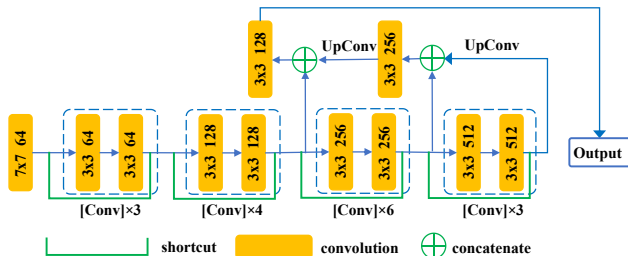 3x3 128
UpConv
3x3 256
UpConv
7x7 64
3x3 64
3x3 64
3x3 128
3x3 128
3x3 256
3x3 256
3x3 512
3x3 512
Output
[Conv]×3
[Conv]×4
[Conv]×6
[Conv]×3
shortcut
convolution
concatenate